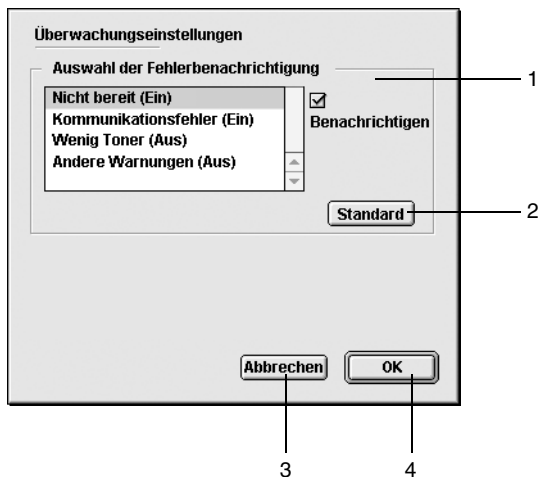 Überwachungseinstellungen
Auswahl der Fehlerbenachrichtigung
1
Nicht bereit (Ein)
Kommunikationsfehler (Ein)
Benachrichtigen
Wenig Toner (Aus)
Andere Warnungen (Aus)
Standard
2
Abbrechen
OK
3
4